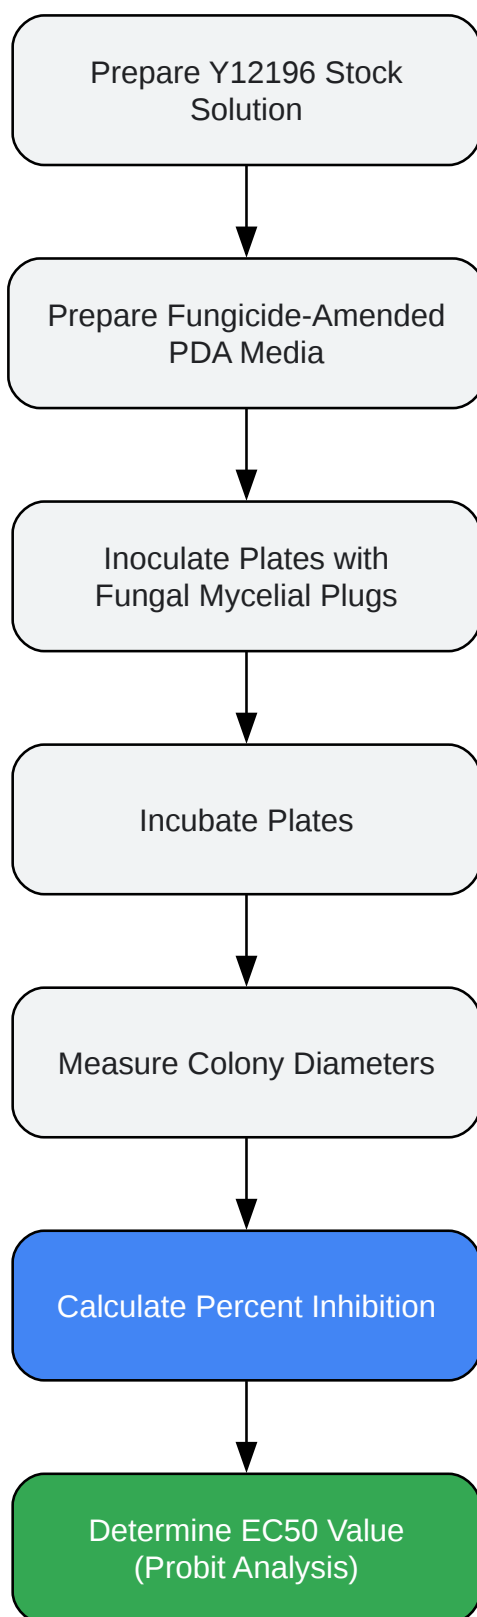 Prepare Y12196 Stock
Solution
Prepare Fungicide-Amended
PDA Media
Inoculate Plates with
Fungal Mycelial Plugs
Incubate Plates
Measure Colony Diameters
Calculate Percent Inhibition
Determine EC50 Value
(Probit Analysis)